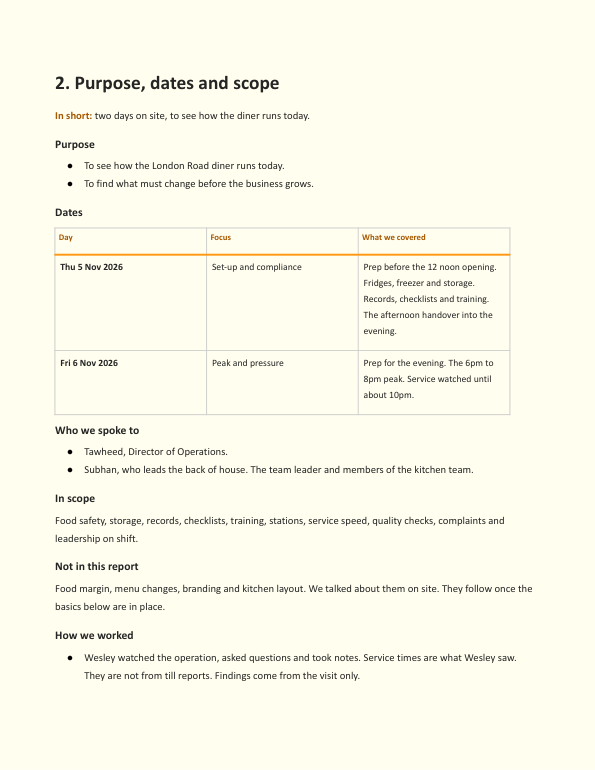 2. Purpose, dates and scope
In short: two days on site, to see how the diner runs today.
Purpose
● To see how the London Road diner runs today.
● To find what must change before the business grows.
Dates
Day Focus What we covered
Thu 5 Nov 2026 Set-up and compliance Prep before the 12 noon opening.
Fridges, freezer and storage.
Records, checklists and training.
The afternoon handover into the
evening.
Fri 6 Nov 2026 Peak and pressure Prep for the evening. The 6pm to
8pm peak. Service watched until
about 10pm.
Who we spoke to
● Tawheed, Director of Operations.
● Subhan, who leads the back of house. The team leader and members of the kitchen team.
In scope
Food safety, storage, records, checklists, training, stations, service speed, quality checks, complaints and
leadership on shift.
Not in this report
Food margin, menu changes, branding and kitchen layout. We talked about them on site. They follow once the
basics below are in place.
How we worked
● Wesley watched the operation, asked questions and took notes. Service times are what Wesley saw.
They are not from till reports. Findings come from the visit only.